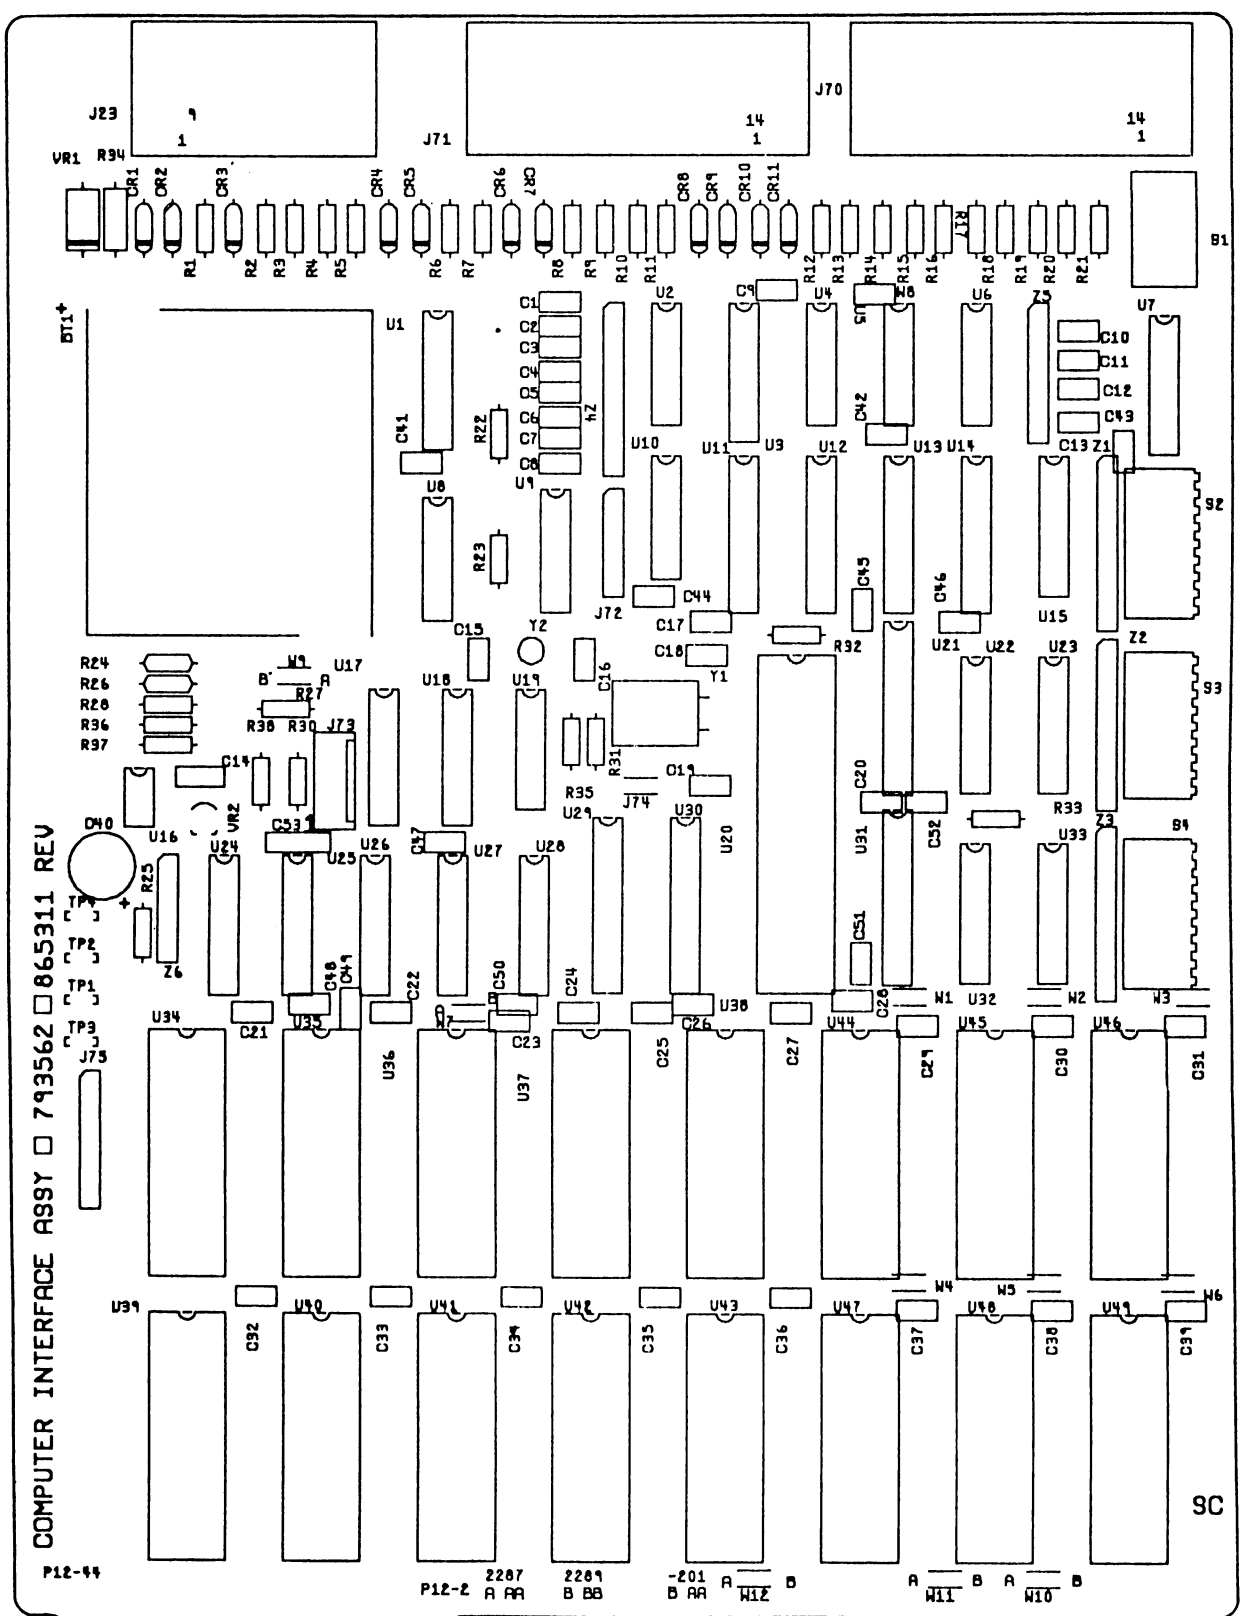 J23
9
1
J71
14
1
J70
14
1
VR1
R34
CR1
CR2
CR3
CR4
CR5
CR6
CR7
CR8
CR9
CR10
CR11
R17
S1
R1
R2
R3
R4
R5
R6
R7
R8
R9
R10
R11
R12
R13
R14
R15
R16
R18
R19
R20
R21
BT1+
U1
C1
C2
C3
C4
C5
C6
C7
C8
U2
C9
U4
U5
W8
U6
Z5
U7
C10
C11
C12
C43
C41
R22
Z4
C42
U10
U11
U3
U12
U13
U14
C13
Z1
U8
U9
S2
R23
J72
C44
C45
C46
U15
C15
Y2
C16
C17
C18
R32
U21
U22
U23
Z2
R24
R26
R28
R36
R37
W9
B
A
U17
R27
R38
R30
J73
U18
U19
Y1
S3
C14
R31
R35
J74
C19
C20
C52
R33
U16
VR2
C53
1
C47
U29
U30
U20
U31
Z3
S4
D40
+
R25
U24
U25
U26
U27
U28
U33
TP4
TP2
TP1
TP3
Z6
C48
C49
C22
C50
C24
C51
A
B
W7
C21
C23
C25
C26
U38
C27
C28
W1
U32
W2
W3
U34
U35
U36
U37
U44
C29
U45
C30
U46
C31
J75
U39
C32
U40
C33
U41
C34
U42
C35
U43
C36
U47
C37
W4
U48
W5
C38
U49
W6
C39
COMPUTER INTERFACE ASSY □ 793562 □ 865311 REV
SC
P12-44
P12-2
2287
A AA
2289
B BB
-201
B AA
A W12 B
A W11 B
A W10 B